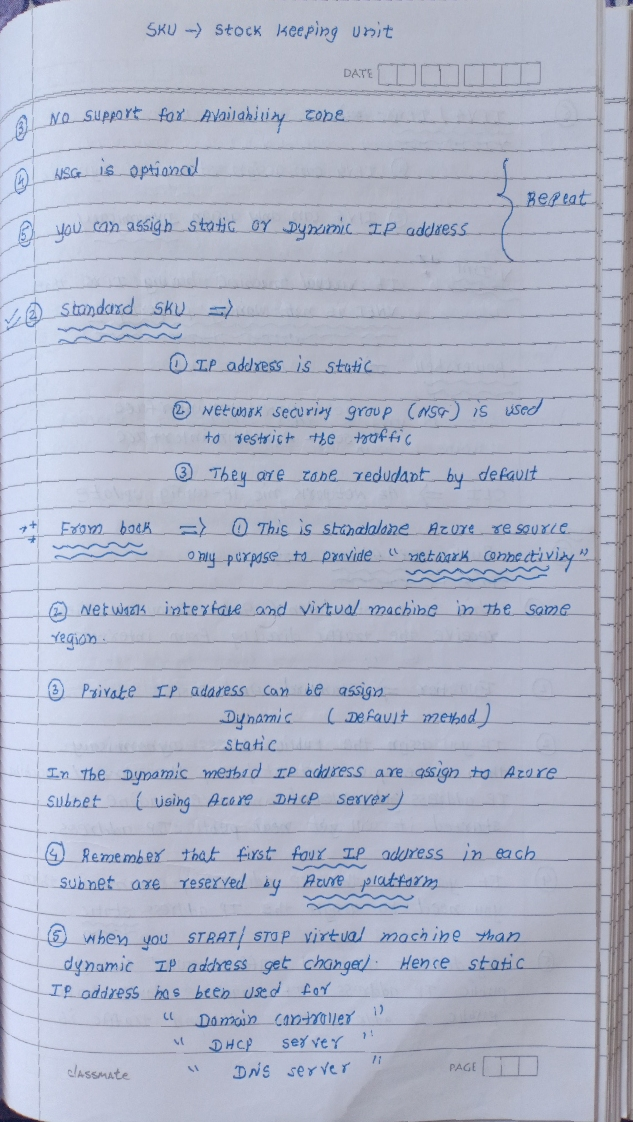 SKU → Stock Keeping Unit
DATE
③ No support for Availability zone
④ NSG is optional
⑤ you can assign static or Dynamic IP address
Repeat
② Standard SKU ⇒
① IP address is static
② Network security group (NSG) is used
to restrict the traffic
③ They are zone redudant by default
From book ⇒ ① This is standalone Azure resource
only purpose to provide "network connectivity"
② Network interface and virtual machine in the same
region.
③ Private IP address can be assign
Dynamic (Default method)
static
In the Dynamic method IP address are assign to Azure
subnet (using Azure DHCP server)
④ Remember that first four IP address in each
subnet are reserved by Azure platform
⑤ when you STRAT/STOP virtual machine than
dynamic IP address get changed. Hence static
IP address has been used for
"Domain controller"
"DHCP server"
"DNS server"
classmate
PAGE